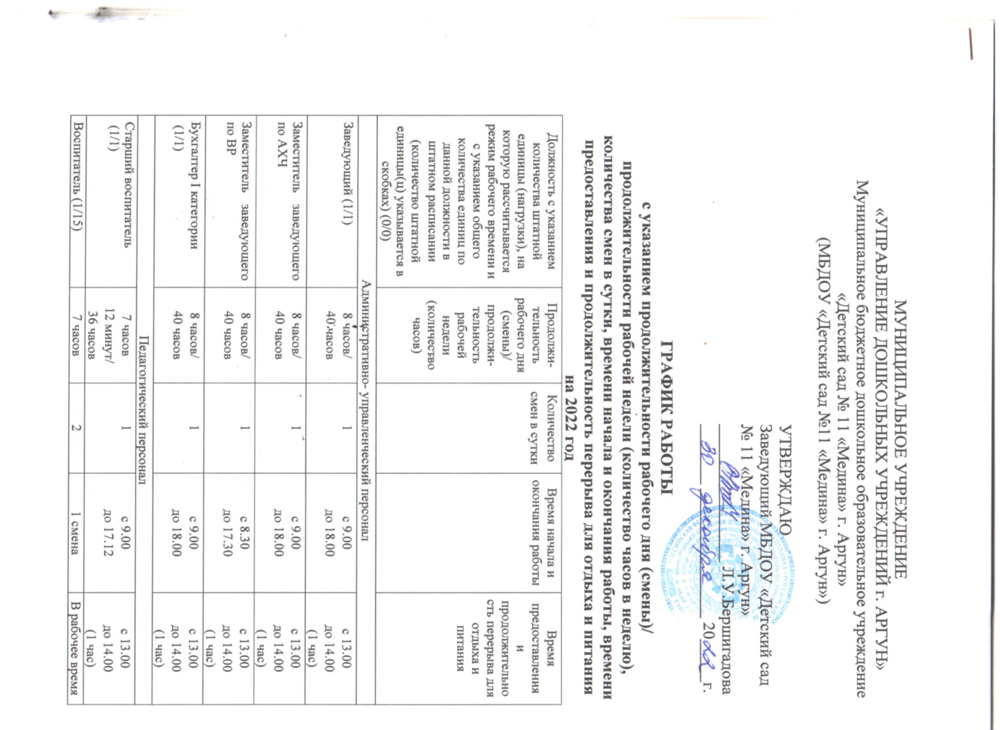 МУНИЦИПАЛЬНОЕ УЧРЕЖДЕНИЕ
«УПРАВЛЕНИЕ ДОШКОЛЬНЫХ УЧРЕЖДЕНИЙ г. АРГУН»
Муниципальное бюджетное дошкольное образовательное учреждение
«Детский сад № 11 «Медина» г. Аргун»
(МБДОУ «Детский сад №11 «Медина» г. Аргун»)
УТВЕРЖДАЮ
Заведующий МБДОУ «Детский сад
№ 11 «Медина» г. Аргун»
Л.У.Бершигадова
30 декабря 2022 г.
ГРАФИК РАБОТЫ
с указанием продолжительности рабочего дня (смены)/
продолжительности рабочей недели (количество часов в неделю),
количества смен в сутки, времени начала и окончания работы, времени
предоставления и продолжительность перерыва для отдыха и питания
на 2022 год
Должность с указанием
количества штатной
единицы (нагрузки), на
которую рассчитывается
режим рабочего времени и
с указанием общего
количества единиц по
данной должности в
штатном расписании
(количество штатной
единицы(ц) указывается в
скобках) (0/0)
Продолжи-
тельность
рабочего дня
(смены)/
продолжи-
тельность
рабочей
недели
(количество
часов)
Количество
смен в сутки
Время начала и
окончания работы
Время
предоставления
и
продолжительно
сть перерыва для
отдыха и
питания
Административно- управленческий персонал
Заведующий (1/1)
8 часов/
40 часов
1
с 9.00
до 18.00
с 13.00
до 14.00
(1 час)
Заместитель заведующего
по АХЧ
8 часов/
40 часов
1
с 9.00
до 18.00
с 13.00
до 14.00
(1 час)
Заместитель заведующего
по ВР
8 часов/
40 часов
1
с 8.30
до 17.30
с 13.00
до 14.00
(1 час)
Бухгалтер I категории
(1/1)
8 часов/
40 часов
1
с 9.00
до 18.00
с 13.00
до 14.00
(1 час)
Педагогический персонал
Старший воспитатель
(1/1)
7 часов
12 минут/
36 часов
1
с 9.00
до 17.12
с 13.00
до 14.00
(1 час)
Воспитатель (1/15)
7 часов
2
1 смена
В рабочее время